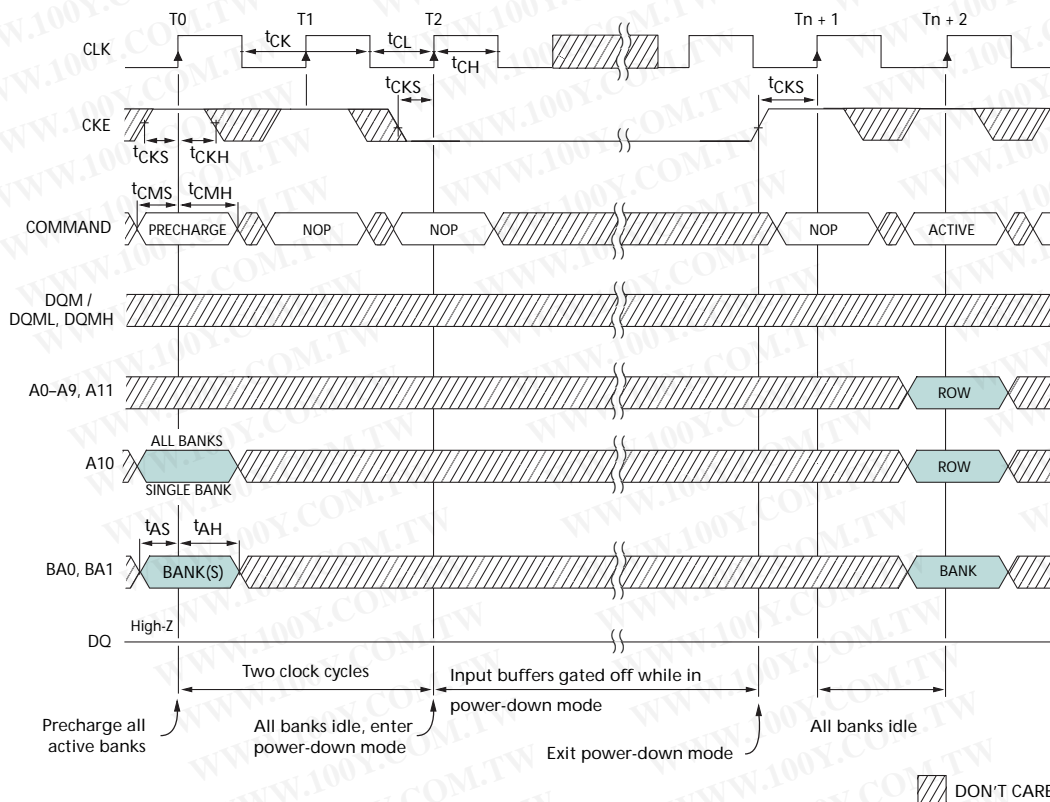 T0 T1 T2 Tn + 1 Tn + 2
CLK
tCK tCL tCH
tCKS tCKS
CKE
tCKS tCKH
tCMS tCMH
COMMAND PRECHARGE NOP NOP NOP ACTIVE
DQM /
DQML, DQMH
A0–A9, A11 ROW
ALL BANKS
A10 ROW
SINGLE BANK
tAS tAH
BA0, BA1 BANK(S) BANK
High-Z
DQ
Two clock cycles
Input buffers gated off while in
power-down mode
Precharge all
active banks
All banks idle, enter
power-down mode
Exit power-down mode
All banks idle
DON'T CARE
WWW.100Y.COM.TW